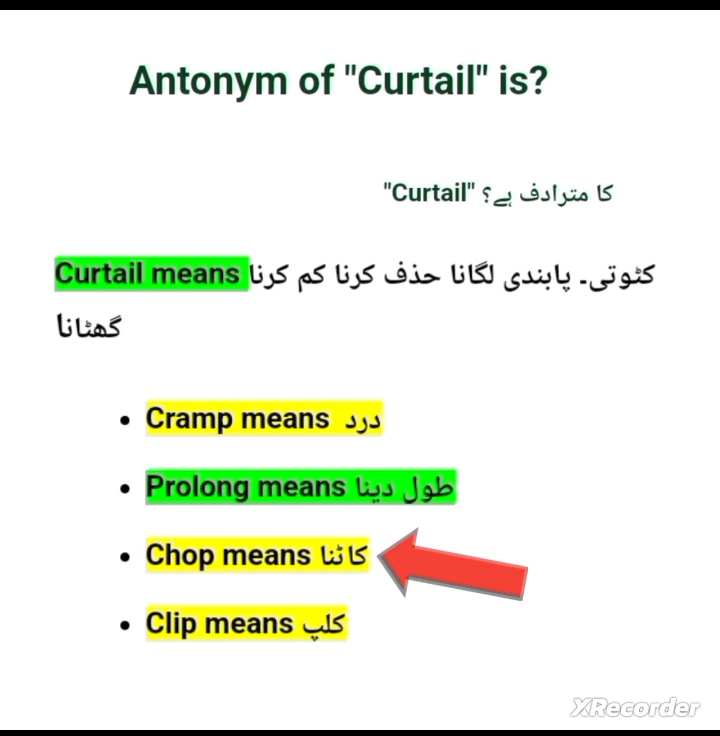 Antonym of "Curtail" is?
"Curtail" کا مترادف ہے؟
Curtail means کٹوتی۔ پابندی لگانا حذف کرنا کم کرنا
گھٹانا
• Cramp means درد
• Prolong means طول دینا
• Chop means کاٹنا
• Clip means کلپ
XRecorder